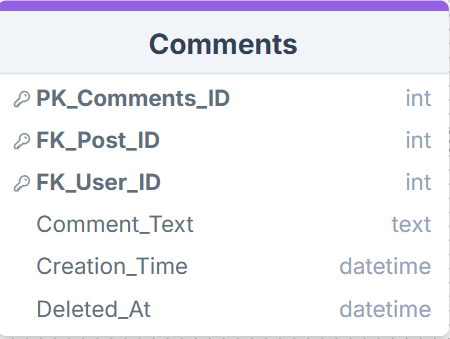 Comments
PK_Comments_ID int
FK_Post_ID int
FK_User_ID int
Comment_Text text
Creation_Time datetime
Deleted_At datetime